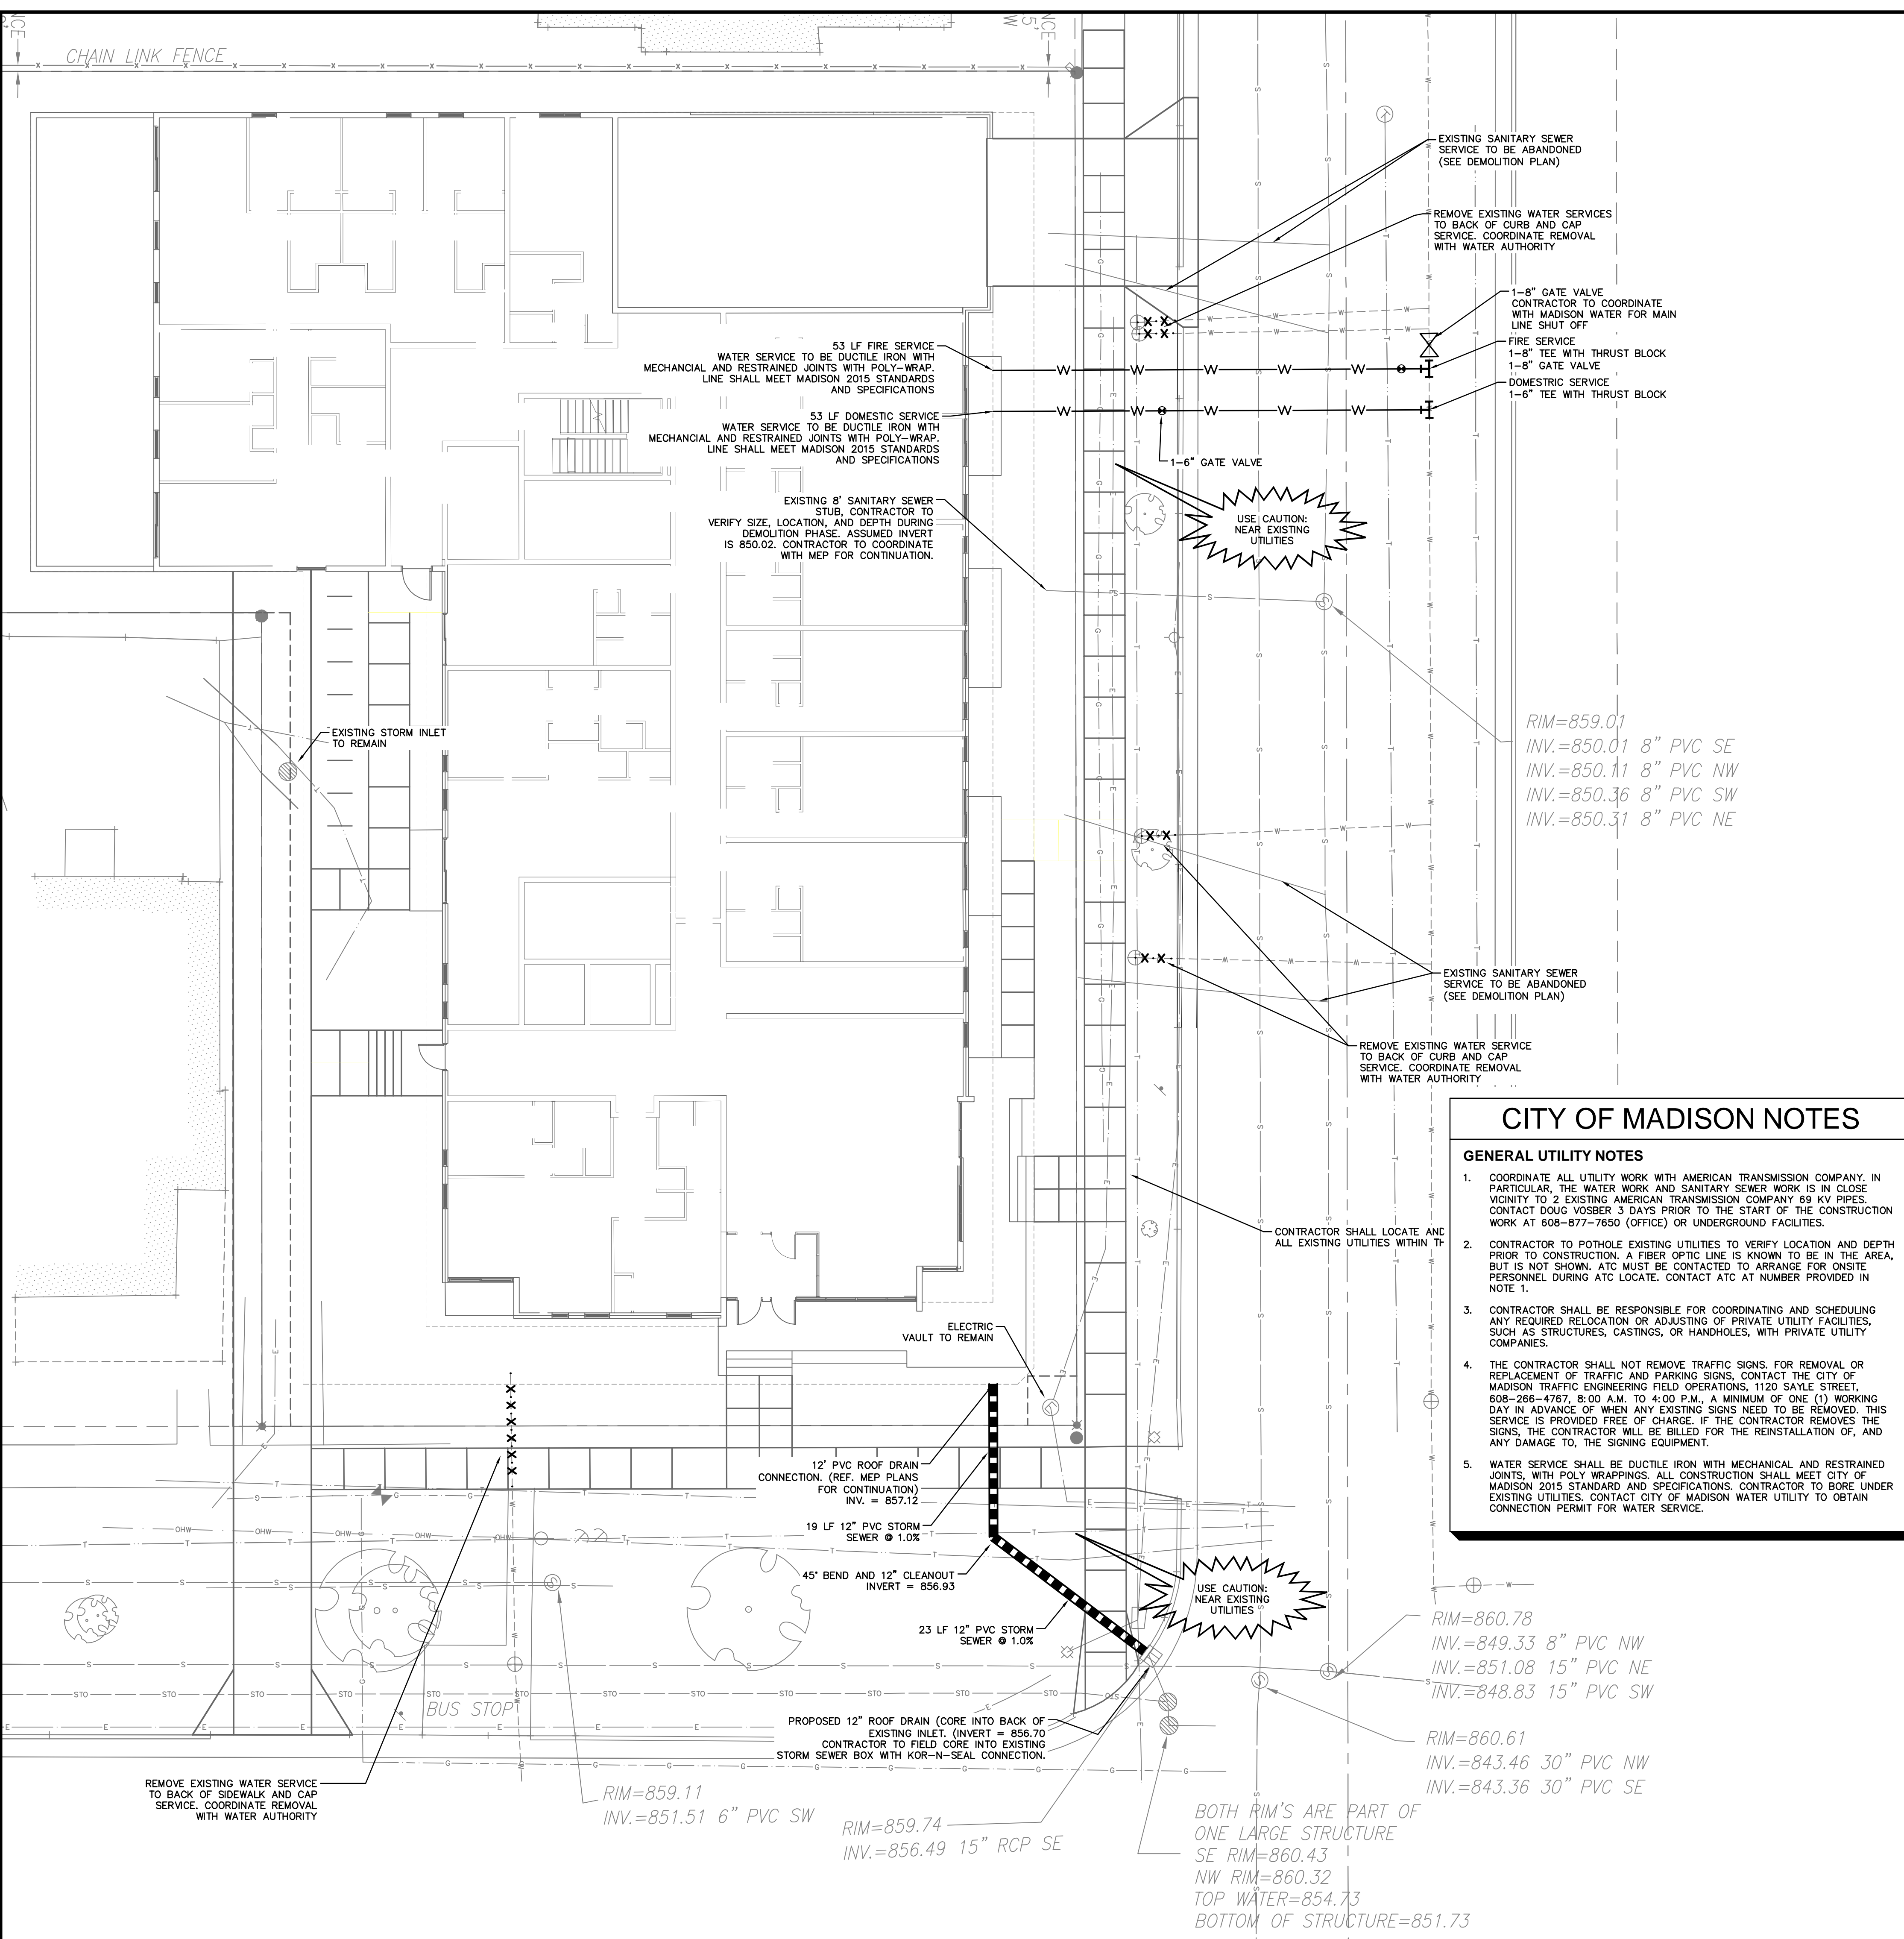 CHAIN LINK FENCE
EXISTING SANITARY SEWER
SERVICE TO BE ABANDONED
(SEE DEMOLITION PLAN)
REMOVE EXISTING WATER SERVICES
TO BACK OF CURB AND CAP
SERVICE. COORDINATE REMOVAL
WITH WATER AUTHORITY
1-8" GATE VALVE
CONTRACTOR TO COORDINATE
WITH MADISON WATER FOR MAIN
LINE SHUT OFF
FIRE SERVICE
1-8" TEE WITH THRUST BLOCK
1-8" GATE VALVE
DOMESTRIC SERVICE
1-6" TEE WITH THRUST BLOCK
53 LF FIRE SERVICE
WATER SERVICE TO BE DUCTILE IRON WITH
MECHANCIAL AND RESTRAINED JOINTS WITH POLY-WRAP.
LINE SHALL MEET MADISON 2015 STANDARDS
AND SPECIFICATIONS
53 LF DOMESTIC SERVICE
WATER SERVICE TO BE DUCTILE IRON WITH
MECHANCIAL AND RESTRAINED JOINTS WITH POLY-WRAP.
LINE SHALL MEET MADISON 2015 STANDARDS
AND SPECIFICATIONS
1-6" GATE VALVE
EXISTING 8' SANITARY SEWER
STUB, CONTRACTOR TO
VERIFY SIZE, LOCATION, AND DEPTH DURING
DEMOLITION PHASE. ASSUMED INVERT
IS 850.02. CONTRACTOR TO COORDINATE
WITH MEP FOR CONTINUATION.
USE CAUTION:
NEAR EXISTING
UTILITIES
RIM=859.01
INV.=850.01 8" PVC SE
INV.=850.11 8" PVC NW
INV.=850.36 8" PVC SW
INV.=850.31 8" PVC NE
EXISTING STORM INLET
TO REMAIN
EXISTING SANITARY SEWER
SERVICE TO BE ABANDONED
(SEE DEMOLITION PLAN)
REMOVE EXISTING WATER SERVICE
TO BACK OF CURB AND CAP
SERVICE. COORDINATE REMOVAL
WITH WATER AUTHORITY
CONTRACTOR SHALL LOCATE AND
ALL EXISTING UTILITIES WITHIN
CITY OF MADISON NOTES
GENERAL UTILITY NOTES
1. COORDINATE ALL UTILITY WORK WITH AMERICAN TRANSMISSION COMPANY. IN
PARTICULAR, THE WATER WORK AND SANITARY SEWER WORK IS IN CLOSE
VICINITY TO 2 EXISTING AMERICAN TRANSMISSION COMPANY 69 KV PIPES.
CONTACT DOUG VOSBER 3 DAYS PRIOR TO THE START OF THE CONSTRUCTION
WORK AT 608-877-7650 (OFFICE) OR UNDERGROUND FACILITIES.
2. CONTRACTOR TO POTHOLE EXISTING UTILITIES TO VERIFY LOCATION AND DEPTH
PRIOR TO CONSTRUCTION. A FIBER OPTIC LINE IS KNOWN TO BE IN THE AREA,
BUT IS NOT SHOWN. ATC MUST BE CONTACTED TO ARRANGE FOR ONSITE
PERSONNEL DURING ATC LOCATE. CONTACT ATC AT NUMBER PROVIDED IN
NOTE 1.
3. CONTRACTOR SHALL BE RESPONSIBLE FOR COORDINATING AND SCHEDULING
ANY REQUIRED RELOCATION OR ADJUSTING OF PRIVATE UTILITY FACILITIES,
SUCH AS STRUCTURES, CASTINGS, OR HANDHOLES, WITH PRIVATE UTILITY
COMPANIES.
4. THE CONTRACTOR SHALL NOT REMOVE TRAFFIC SIGNS. FOR REMOVAL OR
REPLACEMENT OF TRAFFIC AND PARKING SIGNS, CONTACT THE CITY OF
MADISON TRAFFIC ENGINEERING FIELD OPERATIONS, 1120 SAYLE STREET,
608-266-4767, 8:00 A.M. TO 4:00 P.M., A MINIMUM OF ONE (1) WORKING
DAY IN ADVANCE OF WHEN ANY EXISTING SIGNS NEED TO BE REMOVED. THIS
SERVICE IS PROVIDED FREE OF CHARGE. IF THE CONTRACTOR REMOVES THE
SIGNS, THE CONTRACTOR WILL BE BILLED FOR THE REINSTALLATION OF, AND
ANY DAMAGE TO, THE SIGNING EQUIPMENT.
5. WATER SERVICE SHALL BE DUCTILE IRON WITH MECHANICAL AND RESTRAINED
JOINTS, WITH POLY WRAPPINGS. ALL CONSTRUCTION SHALL MEET CITY OF
MADISON 2015 STANDARD AND SPECIFICATIONS. CONTRACTOR TO BORE UNDER
EXISTING UTILITIES. CONTACT CITY OF MADISON WATER UTILITY TO OBTAIN
CONNECTION PERMIT FOR WATER SERVICE.
ELECTRIC
VAULT TO REMAIN
12' PVC ROOF DRAIN
CONNECTION. (REF. MEP PLANS
FOR CONTINUATION)
INV. = 857.12
19 LF 12" PVC STORM
SEWER @ 1.0%
45° BEND AND 12" CLEANOUT
INVERT = 856.93
23 LF 12" PVC STORM
SEWER @ 1.0%
USE CAUTION:
NEAR EXISTING
UTILITIES
RIM=860.78
INV.=849.33 8" PVC NW
INV.=851.08 15" PVC NE
INV.=848.83 15" PVC SW
BUS STOP
PROPOSED 12" ROOF DRAIN (CORE INTO BACK OF
EXISTING INLET. (INVERT = 856.70
CONTRACTOR TO FIELD CORE INTO EXISTING
STORM SEWER BOX WITH KOR-N-SEAL CONNECTION.
RIM=860.61
INV.=843.46 30" PVC NW
INV.=843.36 30" PVC SE
REMOVE EXISTING WATER SERVICE
TO BACK OF SIDEWALK AND CAP
SERVICE. COORDINATE REMOVAL
WITH WATER AUTHORITY
RIM=859.11
INV.=851.51 6" PVC SW
RIM=859.74
INV.=856.49 15" RCP SE
BOTH RIM'S ARE PART OF
ONE LARGE STRUCTURE
SE RIM=860.43
NW RIM=860.32
TOP WATER=854.73
BOTTOM OF STRUCTURE=851.73